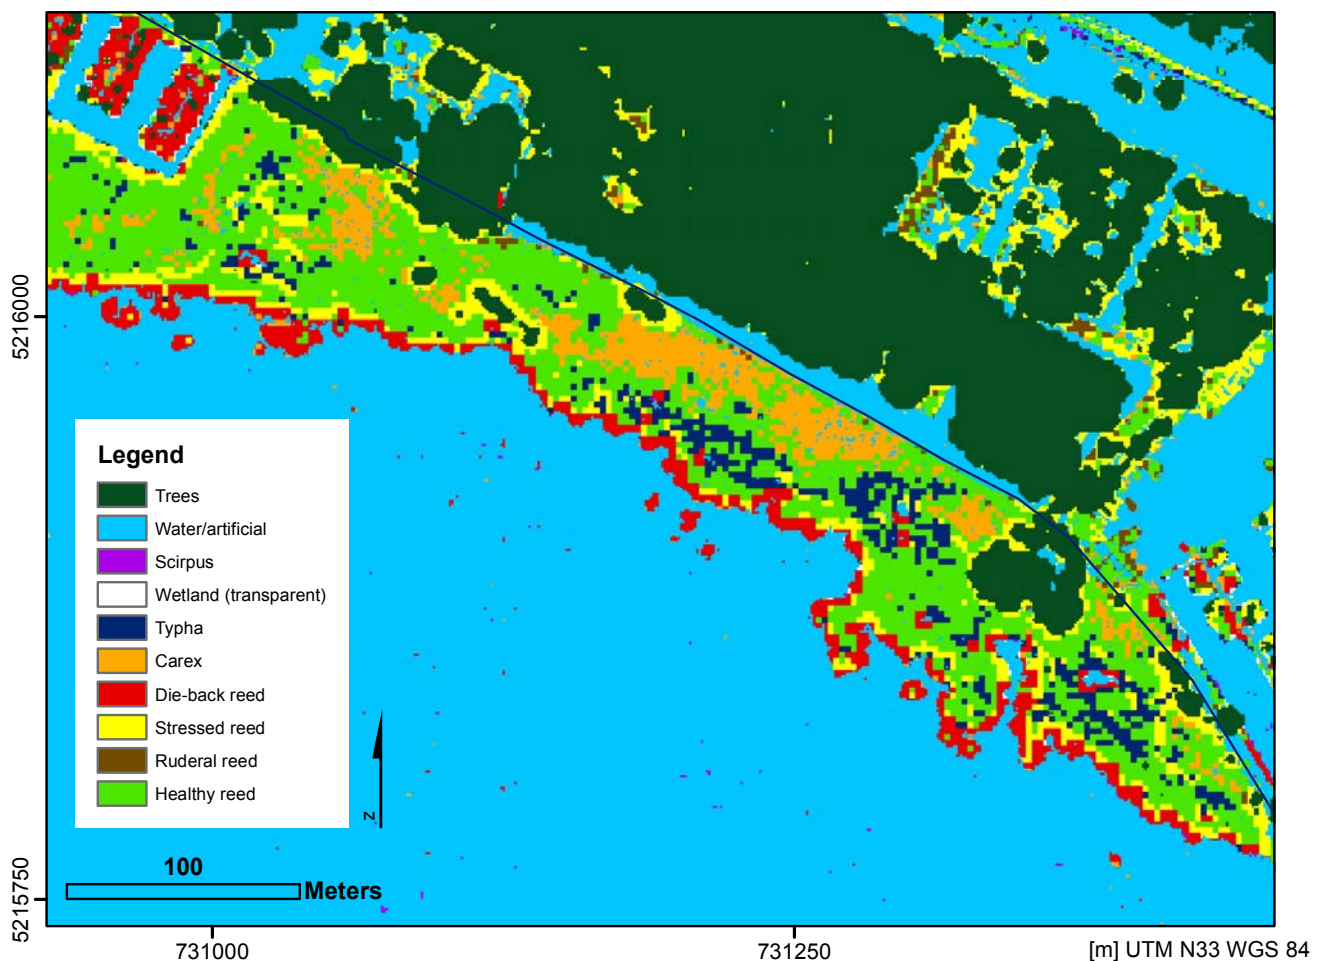 5216000
Legend
Trees
Water/artificial
Scirpus
Wetland (transparent)
Typha
Carex
Die-back reed
Stressed reed
Ruderal reed
Healthy reed
z
100
Meters
5215750
731000
731250
[m] UTM N33 WGS 84